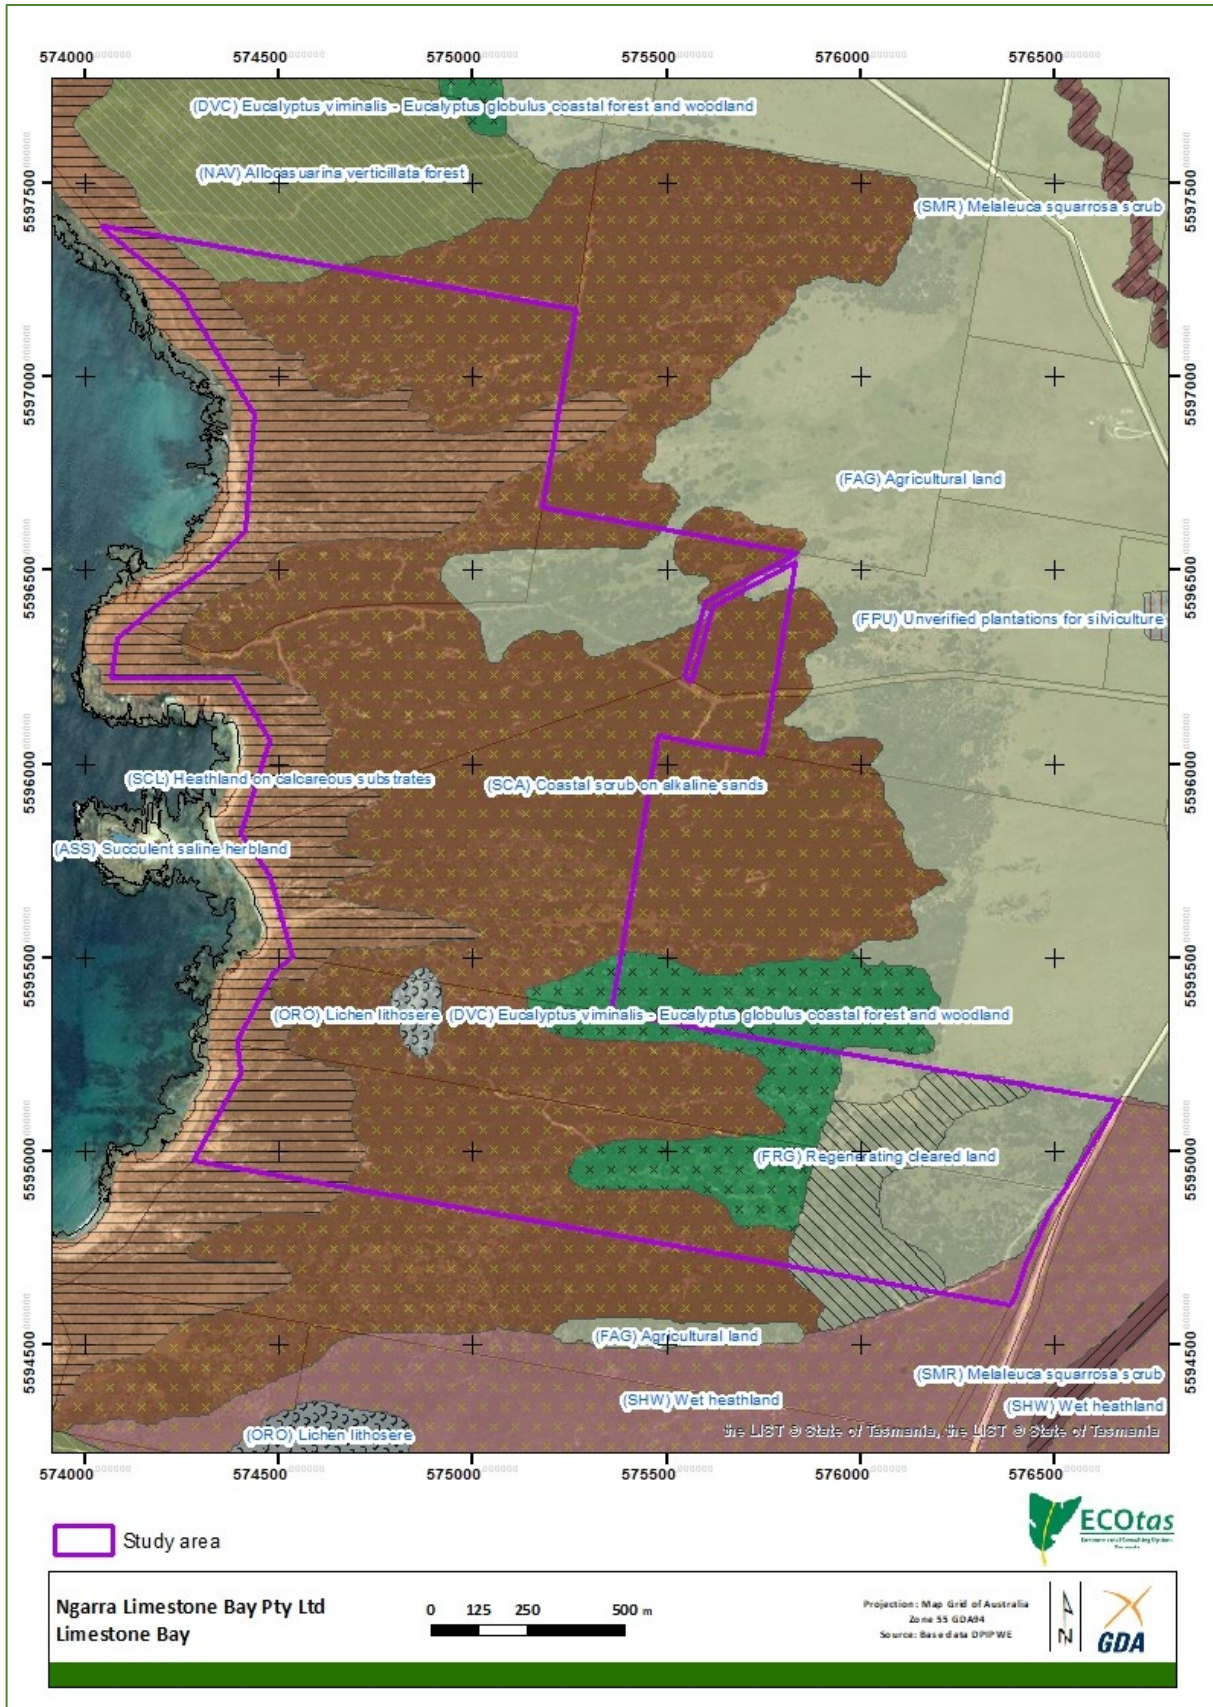 574000 574500 575000 575500 576000 576500
(DVC) Eucalyptus viminalis - Eucalyptus globulus coastal forest and woodland
(NAV) Allocasuarina verticillata forest
5597500
5597500
(SMR) Melaleuca squarrosa scrub
5597000
5597000
(FAG) Agricultural land
5596500
5596500
(FPU) Unverified plantations for silviculture
5596000
5596000
(SCL) Heathland on calcareous substrates
(SCA) Coastal scrub on alkaline sands
(ASS) Succulent saline herbland
5595500
5595500
(ORO) Lichen lithosere (DVC) Eucalyptus viminalis - Eucalyptus globulus coastal forest and woodland
5595000
5595000
(FRG) Regenerating cleared land
5594500
5594500
(FAG) Agricultural land
(SMR) Melaleuca squarrosa scrub
(SHW) Wet heathland
(SHW) Wet heathland
(ORO) Lichen lithosere
the LIST © State of Tasmania, the LIST © State of Tasmania
574000 574500 575000 575500 576000 576500
Study area
ECOtas
Ngarra Limestone Bay Pty Ltd
Limestone Bay
0 125 250 500 m
Projection: Map Grid of Australia
Zone 55 GDA94
Source: Base data DPIPWE
N
GDA